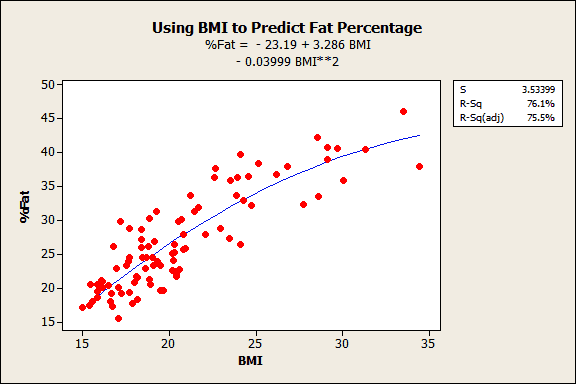 Using BMI to Predict Fat Percentage
%Fat = - 23.19 + 3.286 BMI
- 0.03999 BMI**2
S 3.53399
R-Sq 76.1%
R-Sq(adj) 75.5%
%Fat
50
45
40
35
30
25
20
15
15 20 25 30 35
BMI